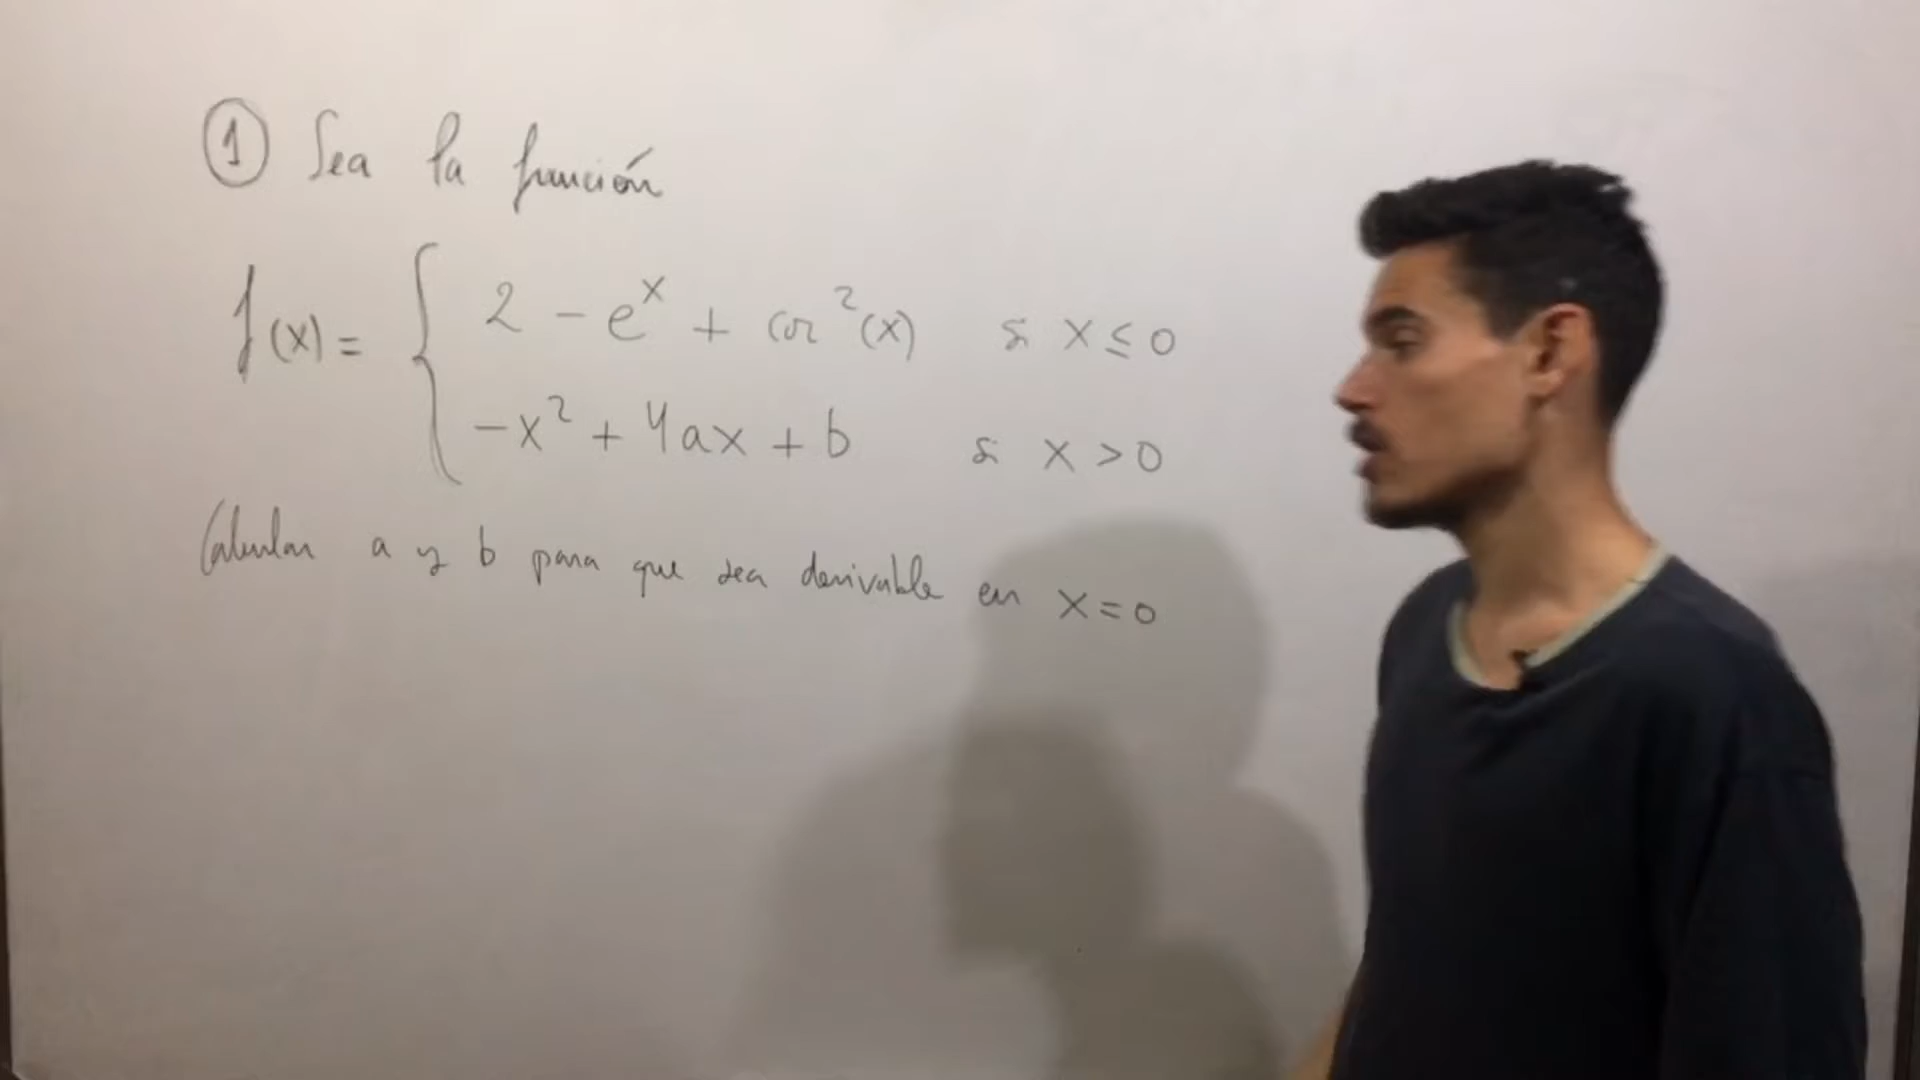 ① Sea la función
f(x) = { 2 - e^x + cos²(x) si x ≤ 0
-x² + 4ax + b si x > 0
Calcular a y b para que sea derivable en x = 0